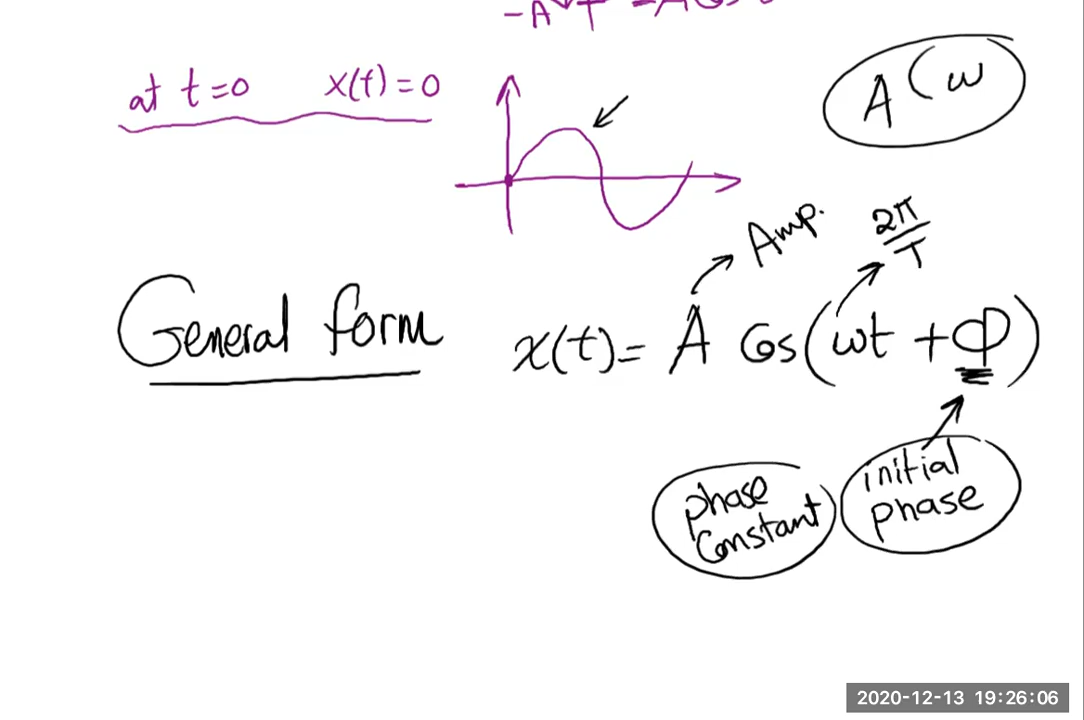 at t=0 x(t)=0
A(ω
Amp.
2π/T
General form x(t)= A Cos(ωt +Φ)
phase
Constant
initial
phase
2020-12-13 19:26:06